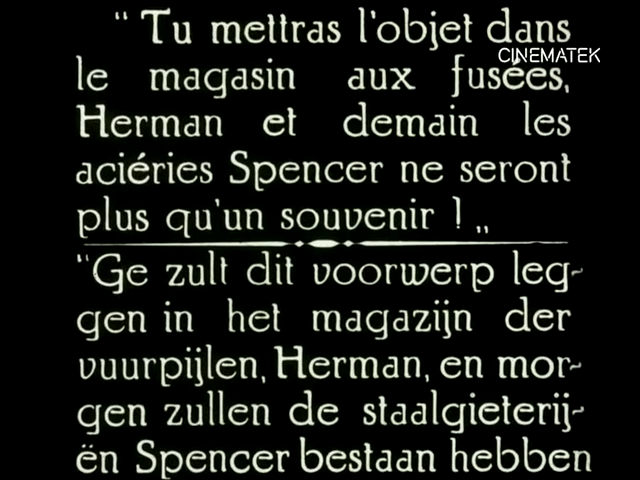 “ Tu mettras l'objet dans
CINEMATEK
le magasin aux fusées,
Herman et demain les
aciéries Spencer ne seront
plus qu'un souvenir ! „
“Ge zult dit voorwerp leg-
gen in het magazijn der
vuurpijlen, Herman, en mor-
gen zullen de staalgieterij-
ën Spencer bestaan hebben